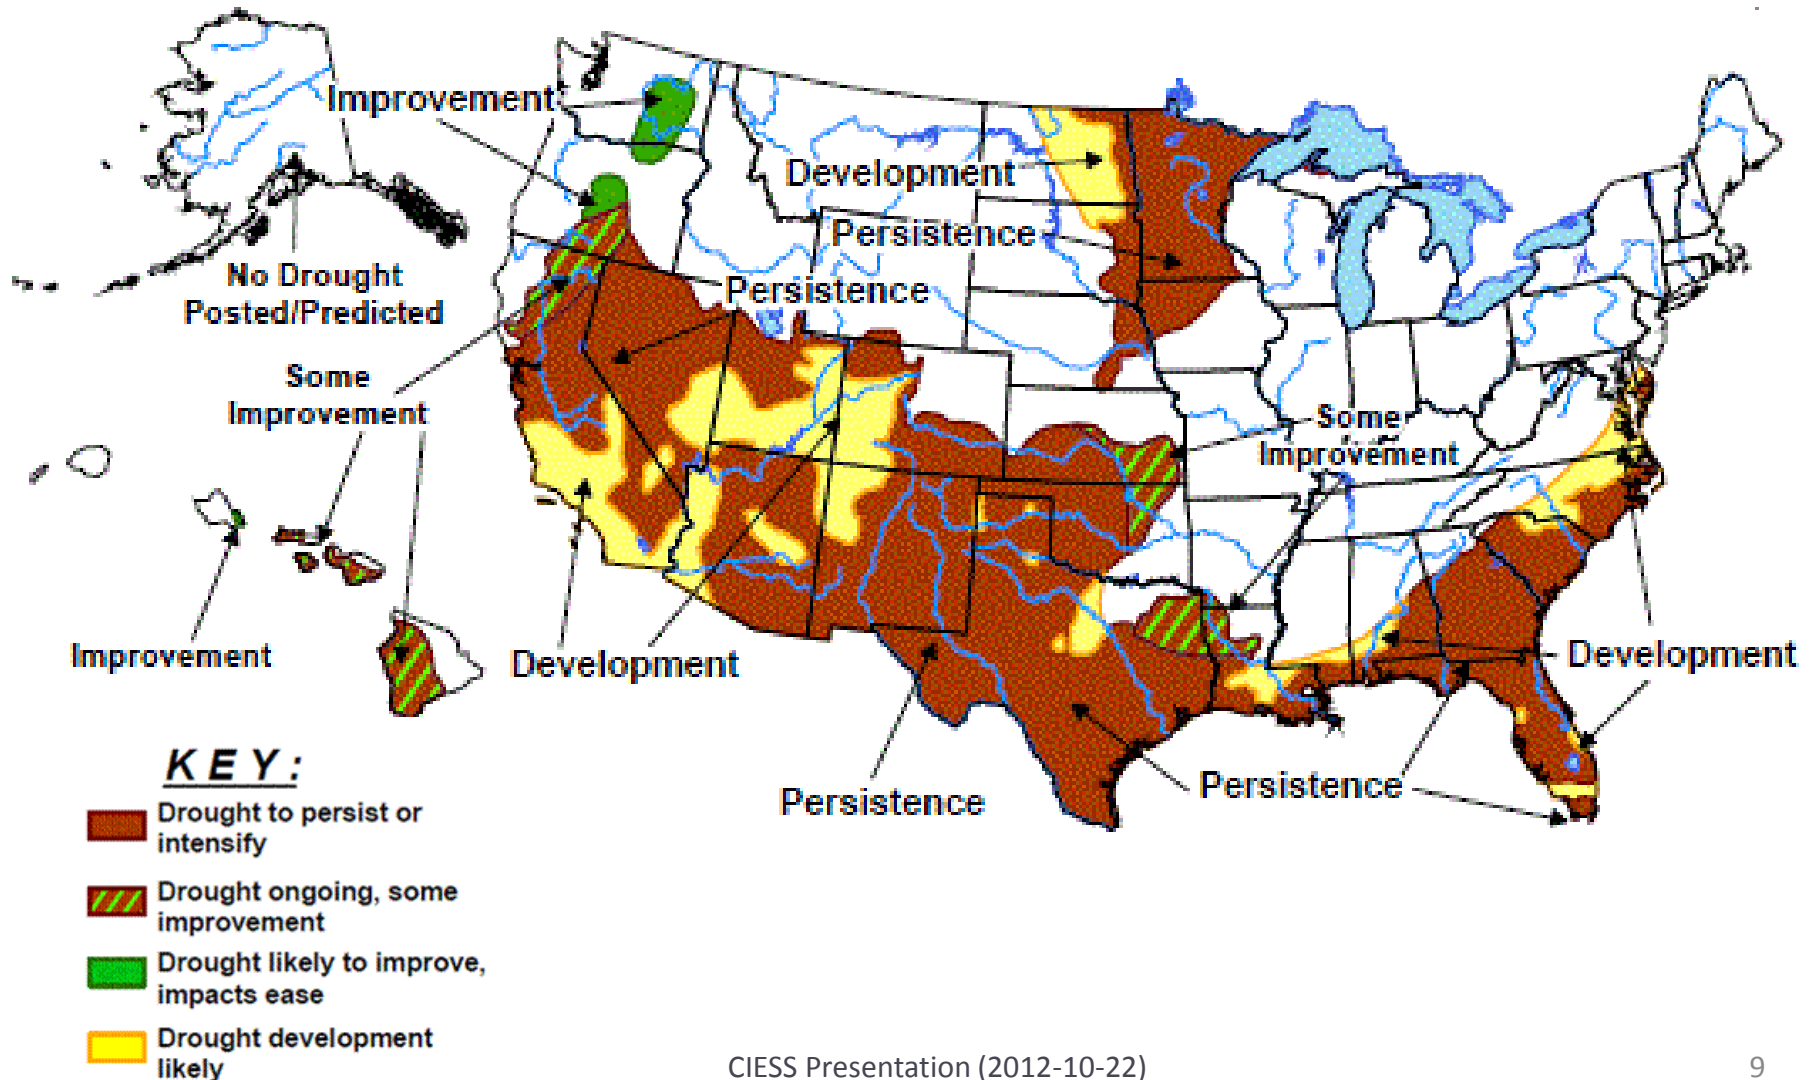 Improvement
Development
Persistence
No Drought
Posted/Predicted
Persistence
Some
Improvement
Some
Improvement
Improvement
Development
Development
Persistence
Persistence
KEY:
Drought to persist or
intensify
Drought ongoing, some
improvement
Drought likely to improve,
impacts ease
Drought development
likely
CIESS Presentation (2012-10-22)
9